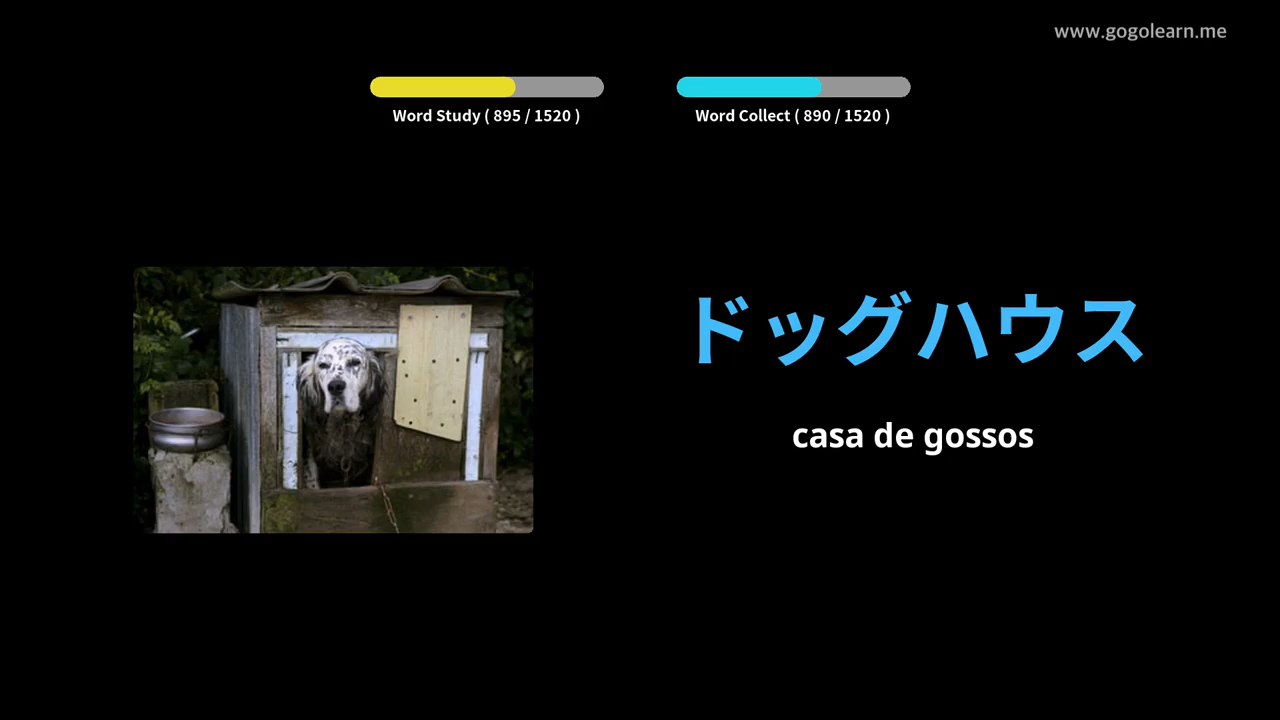 www.gogolearn.me
Word Study ( 895 / 1520 )
Word Collect ( 890 / 1520 )
ドッグハウス
casa de gossos